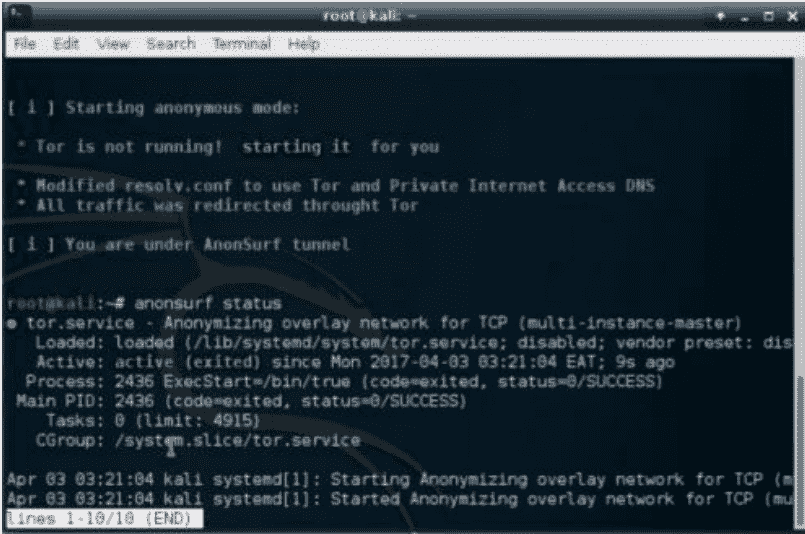 root@kali: ~
File Edit View Search Terminal Help
[ i ] Starting anonymous mode:
* Tor is not running! starting it for you
* Modified resolv.conf to use Tor and Private Internet Access DNS
* All traffic was redirected throught Tor
[ i ] You are under AnonSurf tunnel
root@kali:~# anonsurf status
● tor.service - Anonymizing overlay network for TCP (multi-instance-master)
Loaded: loaded (/lib/systemd/system/tor.service; disabled; vendor preset: dis
Active: active (exited) since Mon 2017-04-03 03:21:04 EAT; 9s ago
Process: 2436 ExecStart=/bin/true (code=exited, status=0/SUCCESS)
Main PID: 2436 (code=exited, status=0/SUCCESS)
Tasks: 0 (limit: 4915)
CGroup: /system.slice/tor.service
Apr 03 03:21:04 kali systemd[1]: Starting Anonymizing overlay network for TCP (m
Apr 03 03:21:04 kali systemd[1]: Started Anonymizing overlay network for TCP (mu
lines 1-10/10 (END)